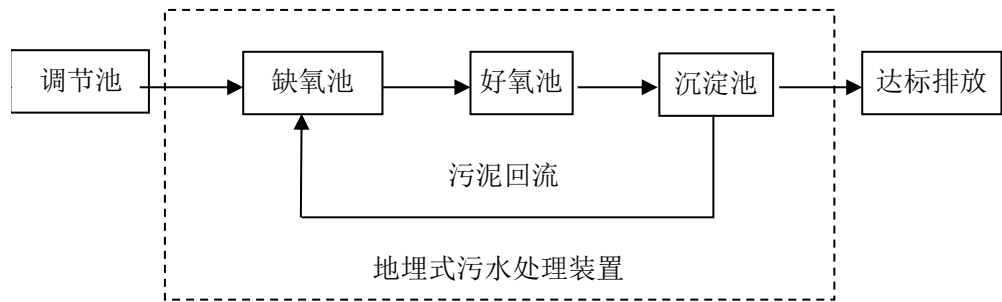 调节池
缺氧池
好氧池
沉淀池
达标排放
污泥回流
地埋式污水处理装置